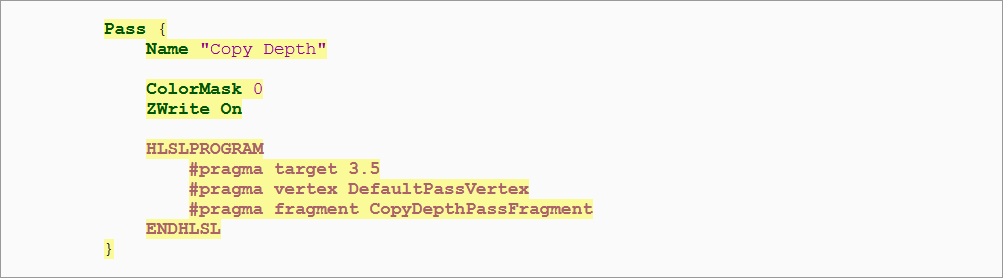 Pass {
Name "Copy Depth"
ColorMask 0
ZWrite On
HLSLPROGRAM
#pragma target 3.5
#pragma vertex DefaultPassVertex
#pragma fragment CopyDepthPassFragment
ENDHLSL
}